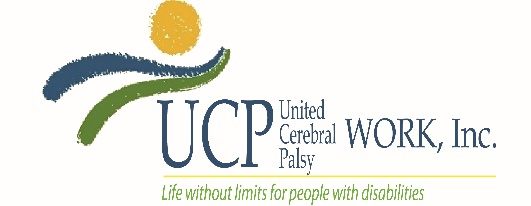 UCP United Cerebral Palsy WORK, Inc.
Life without limits for people with disabilities